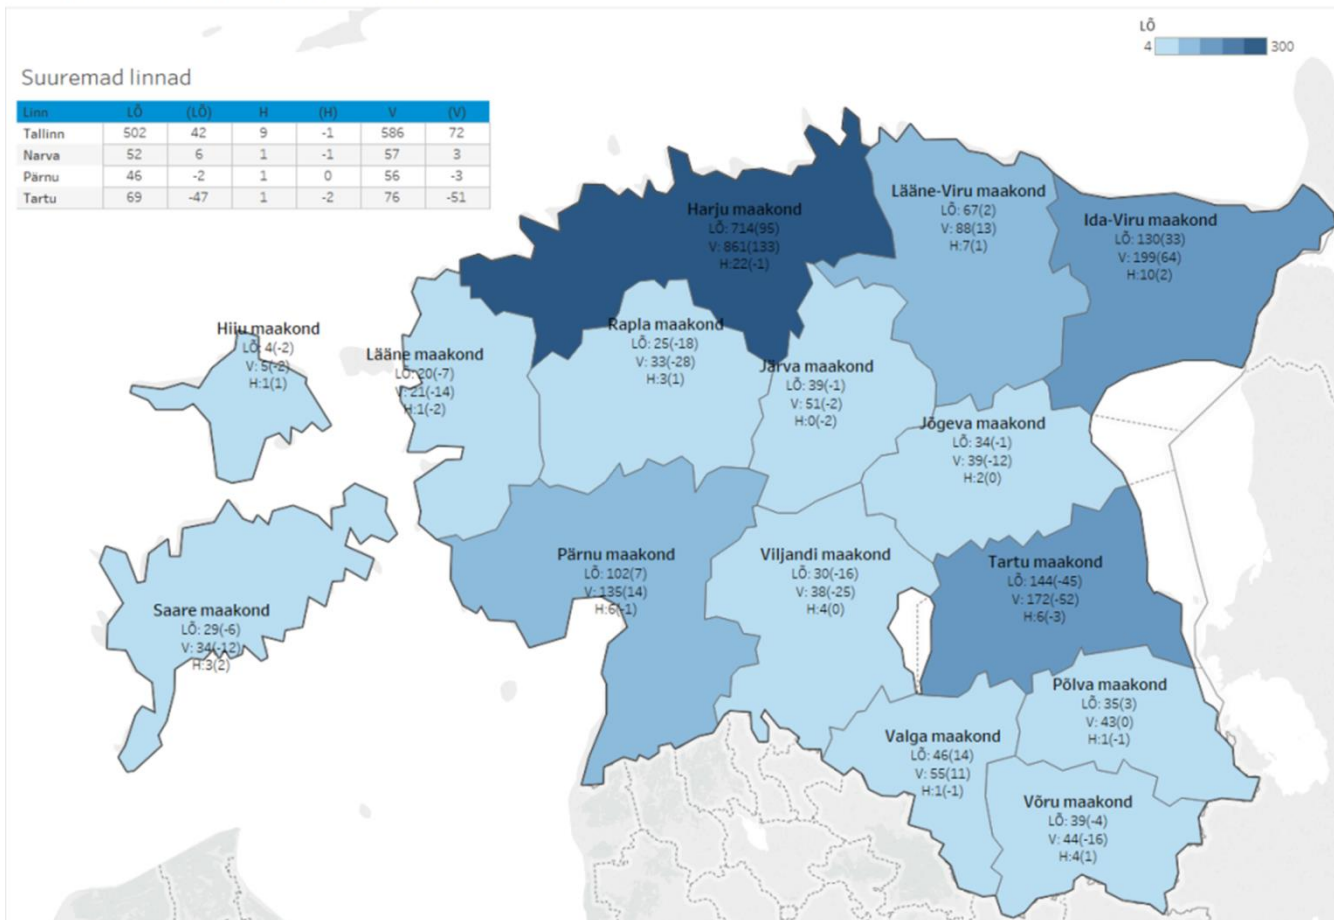 LÕ
4 300
Suuremad linnad
Linn LÕ (LÕ) H (H) V (V)
Tallinn 502 42 9 -1 586 72
Narva 52 6 1 -1 57 3
Pärnu 46 -2 1 0 56 -3
Tartu 69 -47 1 -2 76 -51
Harju maakond
LÕ: 714(95)
V: 861(133)
H:22(-1)
Lääne-Viru maakond
LÕ: 67(2)
V: 88(13)
H:7(1)
Ida-Viru maakond
LÕ: 130(33)
V: 199(64)
H:10(2)
Hiiu maakond
LÕ: 4(-2)
V: 5(-2)
H:1(1)
Lääne maakond
LÕ: 20(-7)
V: 21(-14)
H:1(-2)
Rapla maakond
LÕ: 25(-18)
V: 33(-28)
H:3(1)
Järva maakond
LÕ: 39(-1)
V: 51(-2)
H:0(-2)
Jõgeva maakond
LÕ: 34(-1)
V: 39(-12)
H:2(0)
Saare maakond
LÕ: 29(-6)
V: 34(-12)
H:3(2)
Pärnu maakond
LÕ: 102(7)
V: 135(14)
H:6(-1)
Viljandi maakond
LÕ: 30(-16)
V: 38(-25)
H:4(0)
Tartu maakond
LÕ: 144(-45)
V: 172(-52)
H:6(-3)
Põlva maakond
LÕ: 35(3)
V: 43(0)
H:1(-1)
Valga maakond
LÕ: 46(14)
V: 55(11)
H:1(-1)
Võru maakond
LÕ: 39(-4)
V: 44(-16)
H:4(1)